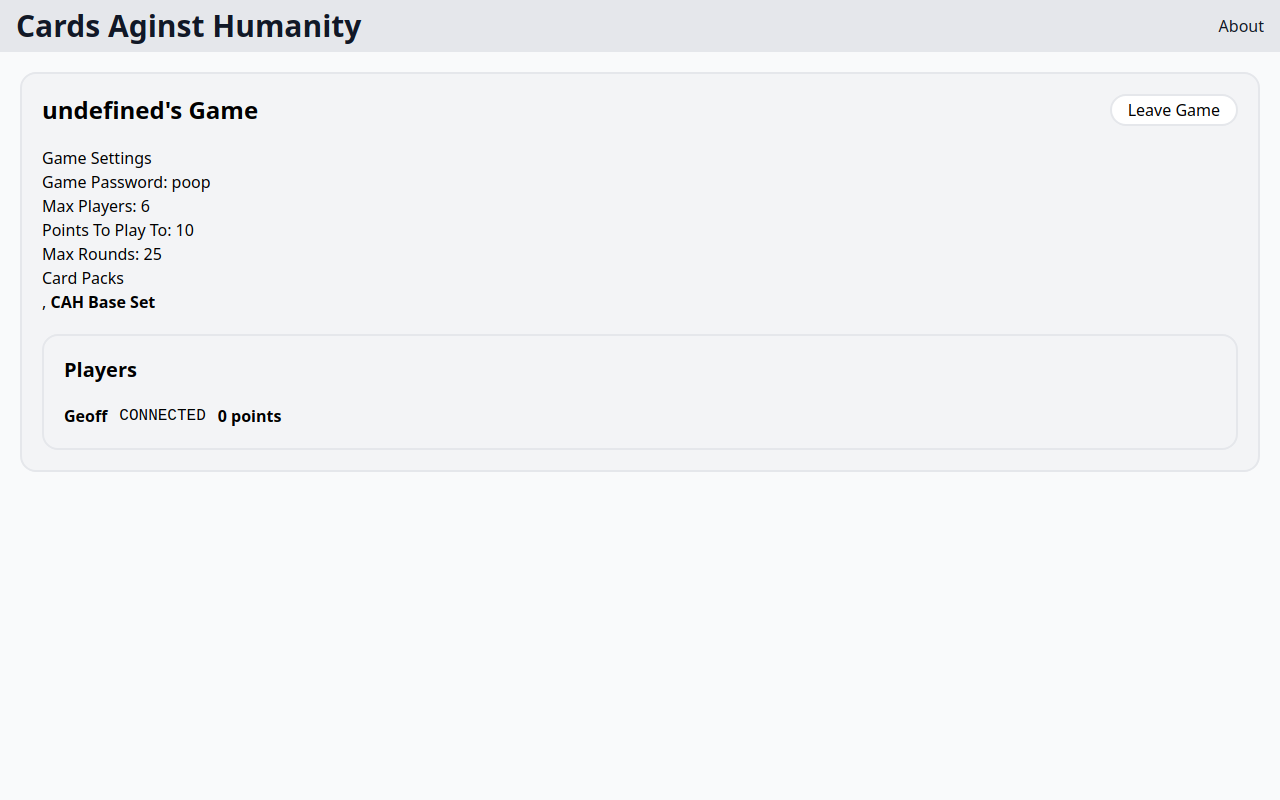 Cards Aginst Humanity
About
undefined's Game
Leave Game
Game Settings
Game Password: poop
Max Players: 6
Points To Play To: 10
Max Rounds: 25
Card Packs
, CAH Base Set
Players
Geoff CONNECTED 0 points